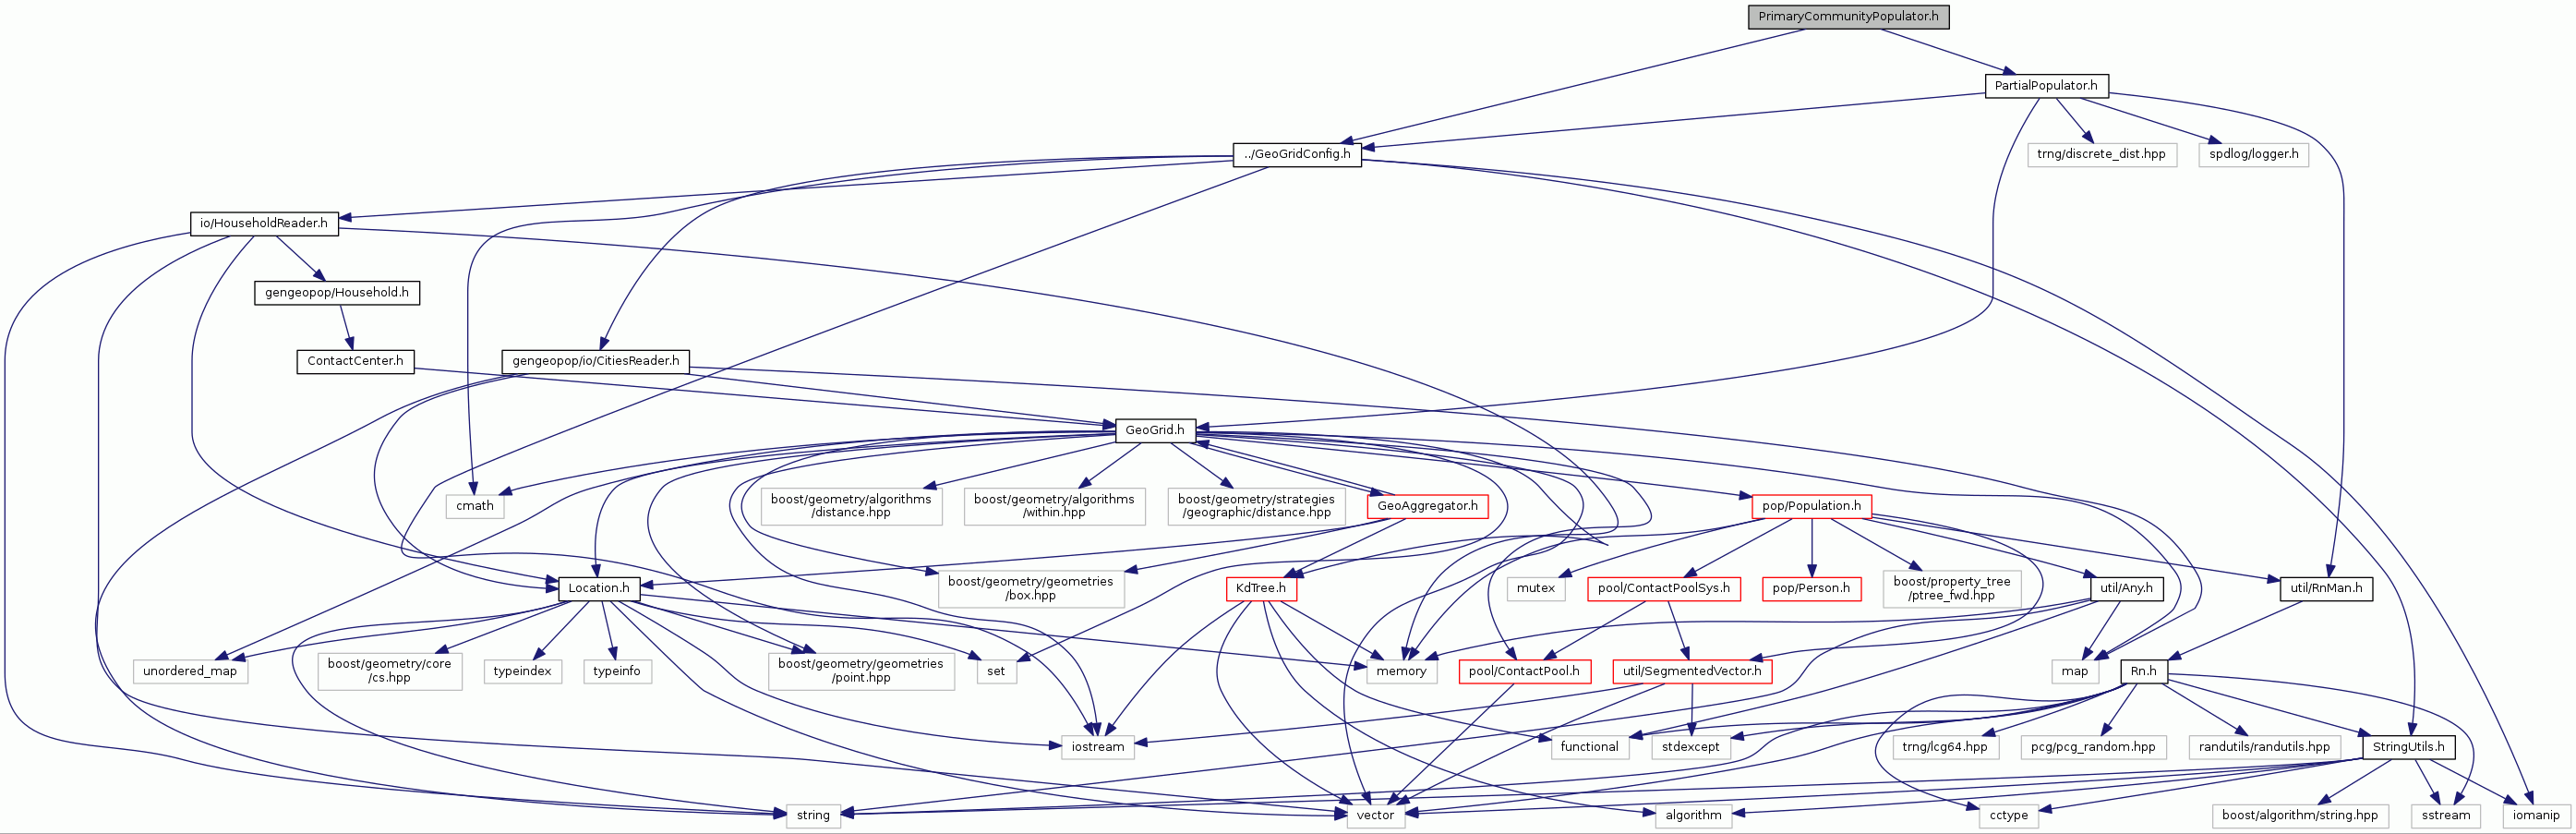 PrimaryCommunityPopulator.h
PartialPopulator.h
../GeoGridConfig.h
trng/discrete_dist.hpp
spdlog/logger.h
io/HouseholdReader.h
gengeopop/Household.h
ContactCenter.h
gengeopop/io/CitiesReader.h
GeoGrid.h
cmath
boost/geometry/algorithms
/distance.hpp
boost/geometry/algorithms
/within.hpp
boost/geometry/strategies
/geographic/distance.hpp
GeoAggregator.h
pop/Population.h
Location.h
boost/geometry/geometries
/box.hpp
KdTree.h
mutex
pool/ContactPoolSys.h
pop/Person.h
boost/property_tree
/ptree_fwd.hpp
util/Any.h
util/RnMan.h
unordered_map
boost/geometry/core
/cs.hpp
typeindex
typeinfo
boost/geometry/geometries
/point.hpp
set
memory
pool/ContactPool.h
util/SegmentedVector.h
map
Rn.h
iostream
functional
stdexcept
trng/lcg64.hpp
pcg/pcg_random.hpp
randutils/randutils.hpp
StringUtils.h
string
vector
algorithm
cctype
boost/algorithm/string.hpp
sstream
iomanip